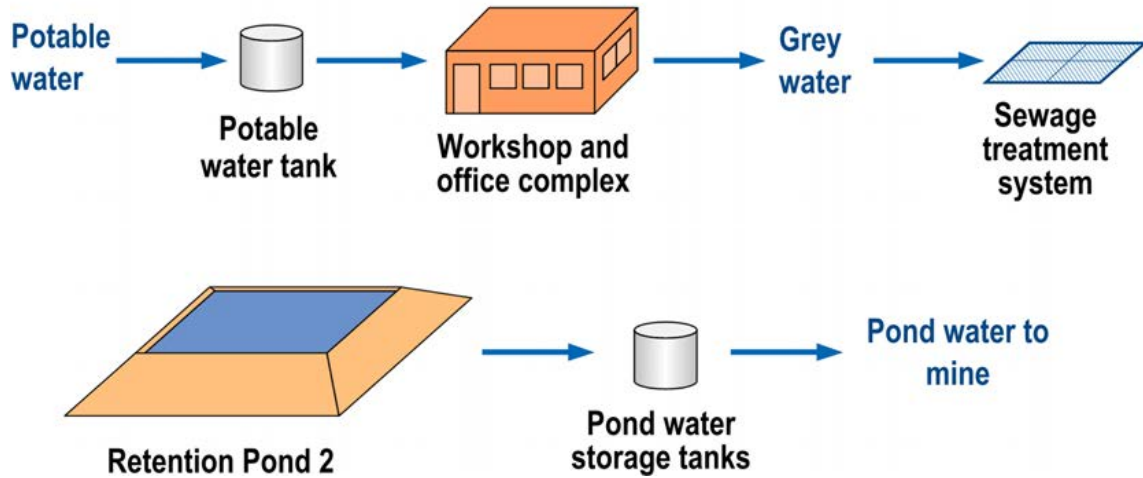 Potable
water
Potable
water tank
Workshop and
office complex
Grey
water
Sewage
treatment
system
Retention Pond 2
Pond water
storage tanks
Pond water to
mine